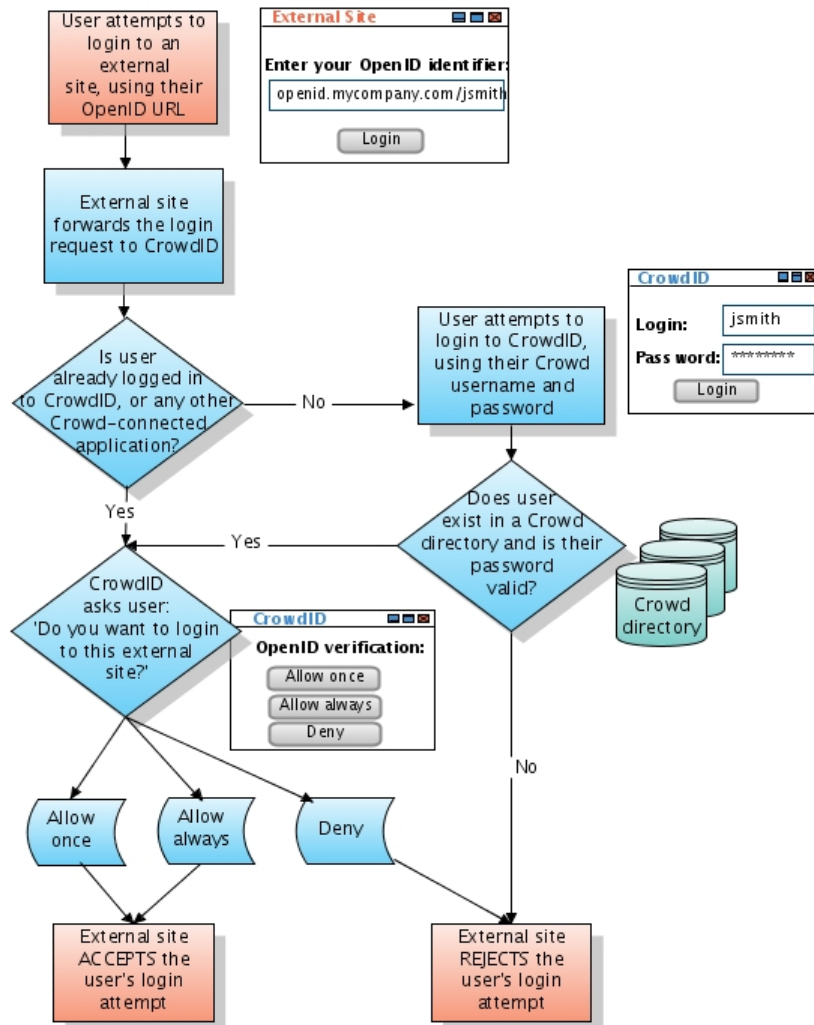 User attempts to
login to an
external
site, using their
OpenID URL
External Site
Enter your OpenID identifier:
openid.mycompany.com/jsmith
Login
External site
forwards the login
request to CrowdID
Is user
already logged in
to CrowdID, or any other
Crowd-connected
application?
No
User attempts to
login to CrowdID,
using their Crowd
username and
password
CrowdID
Login:
jsmith
Pass word:
********
Login
Yes
Does user
exist in a Crowd
directory and is their
password
valid?
Yes
Crowd
directory
CrowdID
asks user:
'Do you want to login
to this external
site?'
CrowdID
OpenID verification:
Allow once
Allow always
Deny
No
Allow
once
Allow
always
Deny
External site
ACCEPTS the
user's login
attempt
External site
REJECTS the
user's login
attempt